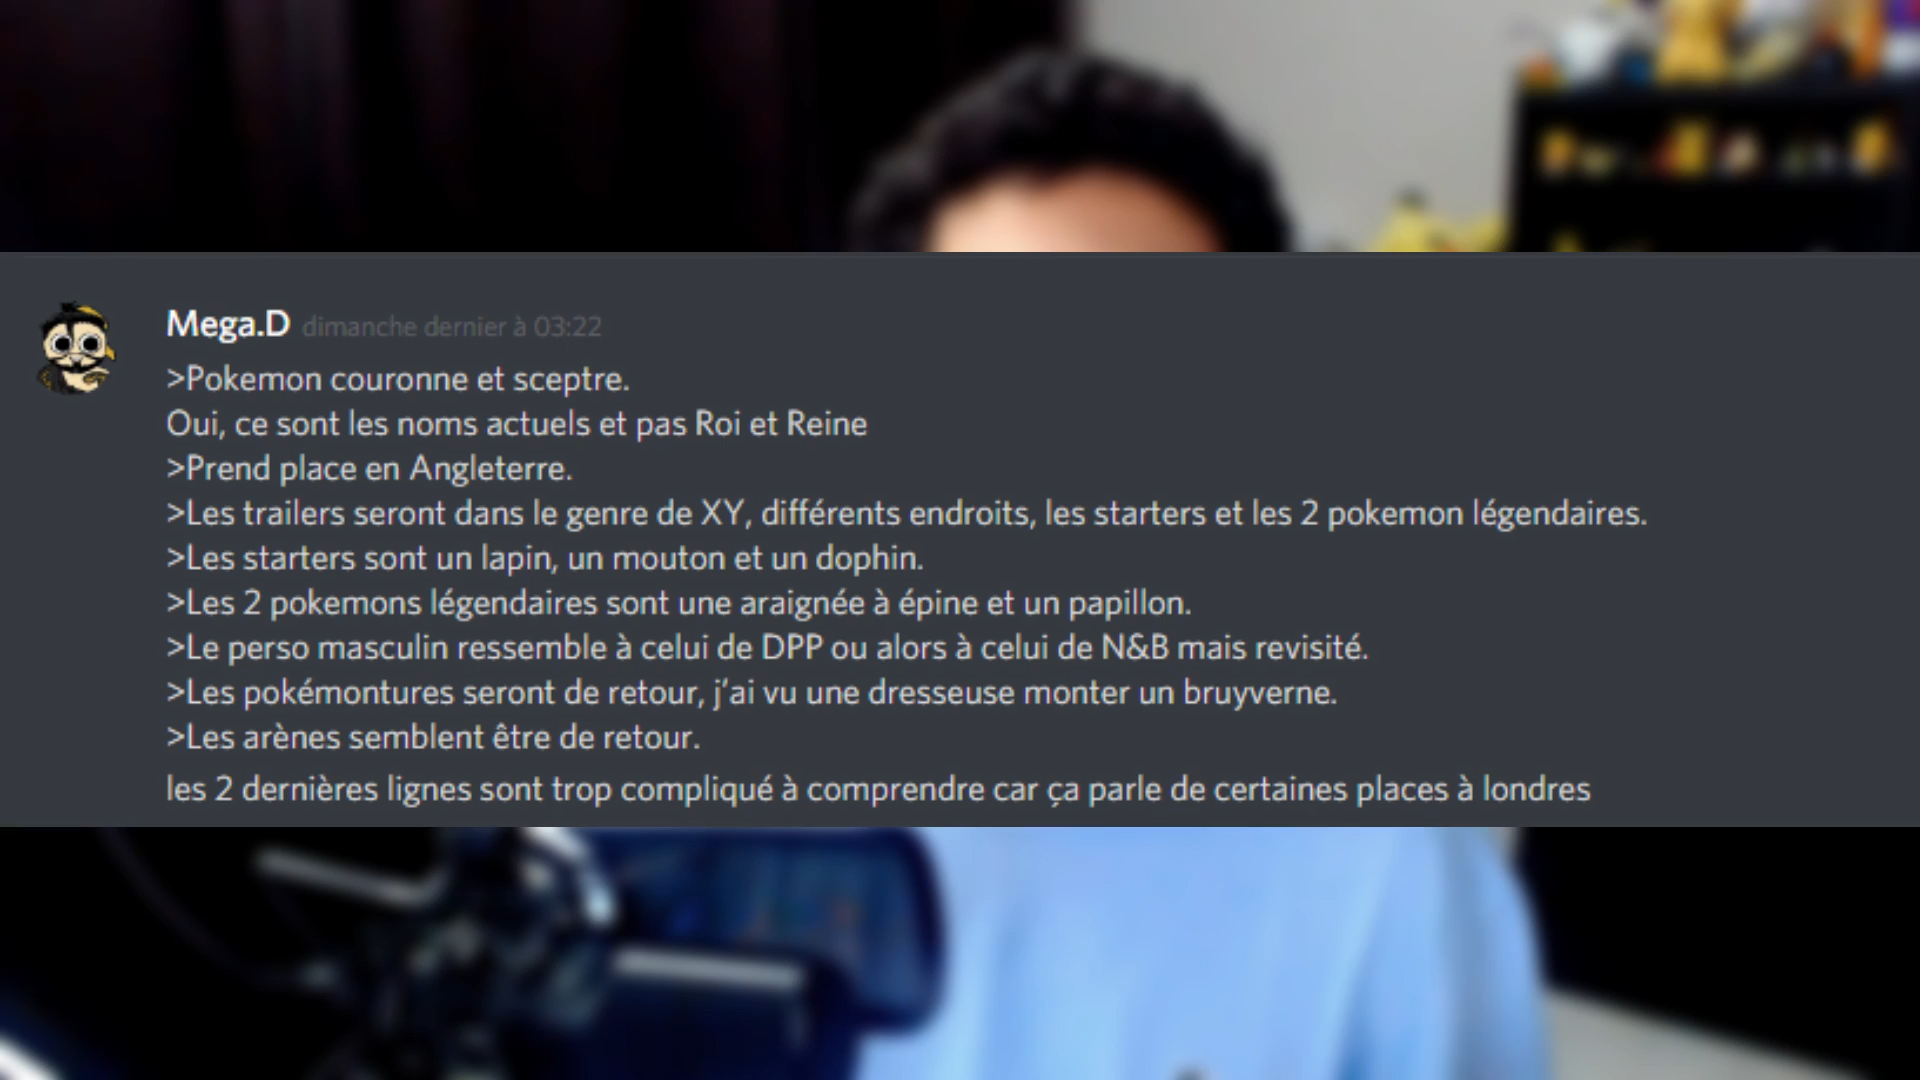 Mega.D dimanche dernier à 03:22
>Pokemon couronne et sceptre.
Oui, ce sont les noms actuels et pas Roi et Reine
>Prend place en Angleterre.
>Les trailers seront dans le genre de XY, différents endroits, les starters et les 2 pokemon légendaires.
>Les starters sont un lapin, un mouton et un dophin.
>Les 2 pokemons légendaires sont une araignée à épine et un papillon.
>Le perso masculin ressemble à celui de DPP ou alors à celui de N&B mais revisité.
>Les pokémontures seront de retour, j'ai vu une dresseuse monter un bruyverne.
>Les arènes semblent être de retour.
les 2 dernières lignes sont trop compliqué à comprendre car ça parle de certaines places à londres